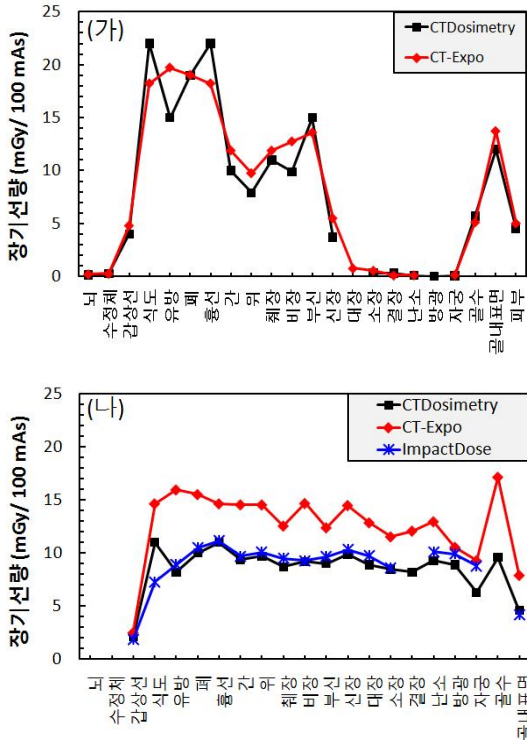 (가)
CTDosimetry
CT-Expo
장기선량 (mGy/ 100 mAs)
25
20
15
10
5
0
뇌
수정체
갑상선
식도
유방
폐
흉선
간
위
췌장
비장
부신
신장
대장
소장
결장
난소
방광
자궁
골수
골내표면
피부
(나)
CTDosimetry
CT-Expo
ImpactDose
장기선량 (mGy/ 100 mAs)
25
20
15
10
5
0
뇌
수정체
갑상선
식도
유방
폐
흉선
간
위
췌장
비장
부신
신장
대장
소장
결장
난소
방광
자궁
골수
골내표면